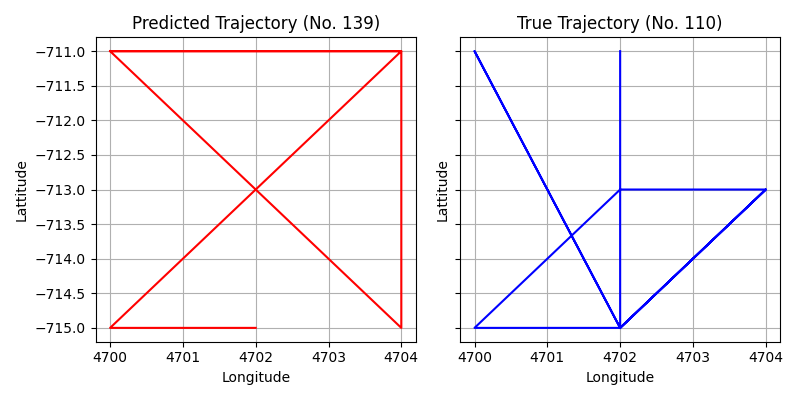 Predicted Trajectory (No. 139)
True Trajectory (No. 110)
−711.0
−711.5
−712.0
−712.5
−713.0
−713.5
−714.0
−714.5
−715.0
Lattitude
Lattitude
4700 4701 4702 4703 4704
4700 4701 4702 4703 4704
Longitude
Longitude